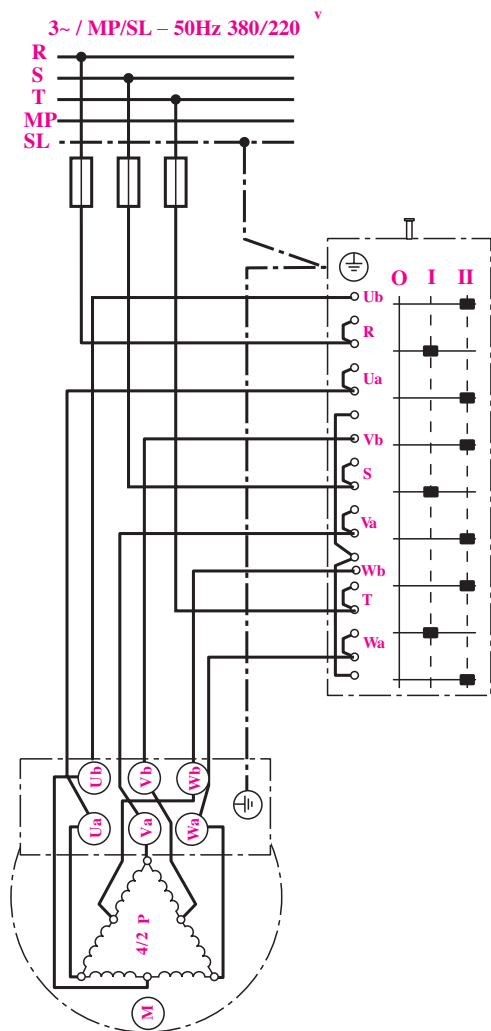 3~ / MP/SL – 50Hz 380/220 v
R
S
T
MP
SL
O I II
Ub
R
Ua
Vb
S
Va
Wb
T
Wa
Ub Vb Wb
Ua Va Wa
4/2 P
M